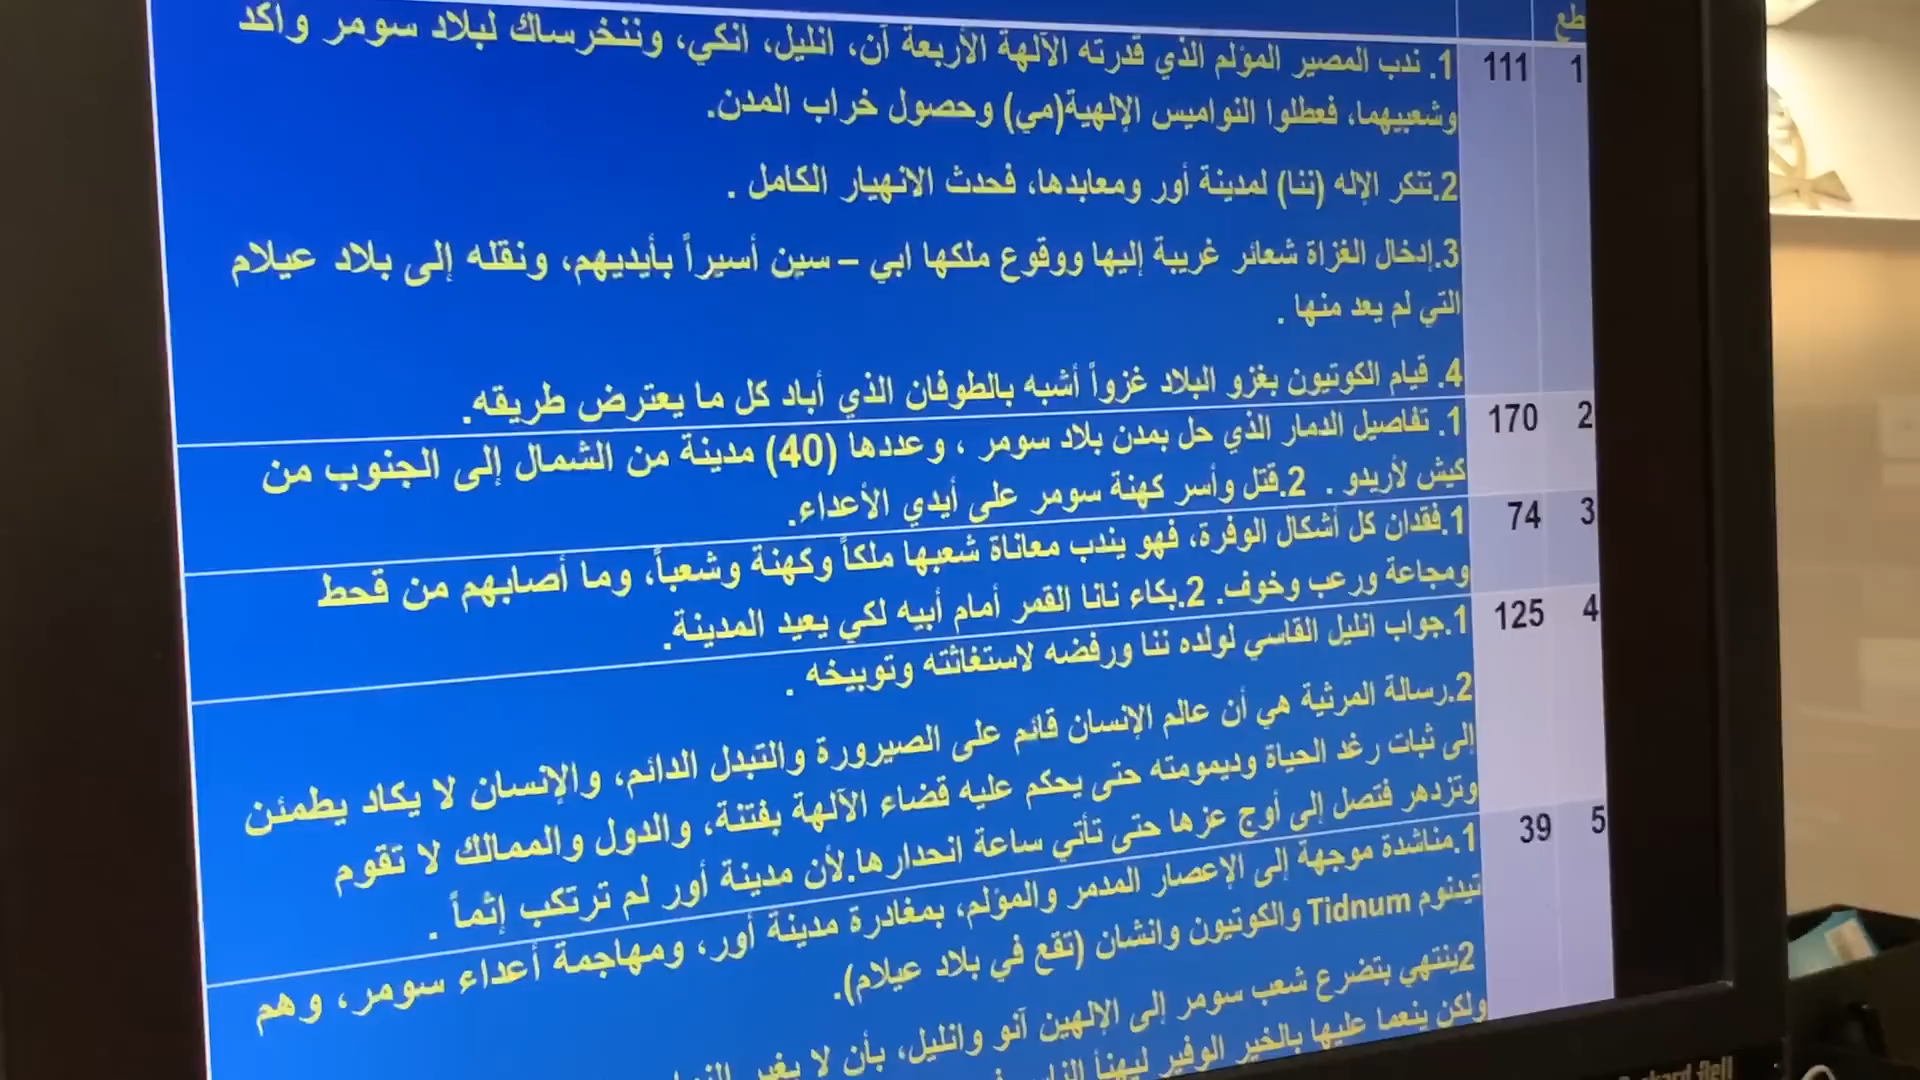 طع
1 111 1. ندب المصير المؤلم الذي قدرته الآلهة الأربعة آن، انليل، انكي، وننخرساك لبلاد سومر واكد
وشعبيهما، فعطلوا النواميس الإلهية(مي) وحصول خراب المدن.
2.تنكر الإله (ننا) لمدينة أور ومعابدها، فحدث الانهيار الكامل .
3.إدخال الغزاة شعائر غريبة إليها ووقوع ملكها ابي – سين أسيراً بأيديهم، ونقله إلى بلاد عيلام
التي لم يعد منها .
4. قيام الكوتيون بغزو البلاد غزواً أشبه بالطوفان الذي أباد كل ما يعترض طريقه.
2 170 1. تفاصيل الدمار الذي حل بمدن بلاد سومر ، وعددها (40) مدينة من الشمال إلى الجنوب من
كيش لأريدو . 2.قتل وأسر كهنة سومر على أيدي الأعداء.
3 74 1.فقدان كل أشكال الوفرة، فهو يندب معاناة شعبها ملكاً وكهنة وشعباً، وما أصابهم من قحط
ومجاعة ورعب وخوف. 2.بكاء نانا القمر أمام أبيه لكي يعيد المدينة.
4 125 1.جواب انليل القاسي لولده ننا ورفضه لاستغاثته وتوبيخه .
2.رسالة المرثية هي أن عالم الإنسان قائم على الصيرورة والتبدل الدائم، والإنسان لا يكاد يطمئن
إلى ثبات رغد الحياة وديمومته حتى يحكم عليه قضاء الآلهة بفتنة، والدول والممالك لا تقوم
وتزدهر فتصل إلى أوج عزها حتى تأتي ساعة انحدارها.لأن مدينة أور لم ترتكب إثماً .
5 39 1.مناشدة موجهة إلى الإعصار المدمر والمؤلم، بمغادرة مدينة أور، ومهاجمة أعداء سومر، وهم
تيدنوم Tidnum والكوتيون وانشان (تقع في بلاد عيلام).
2ينتهي بتضرع شعب سومر إلى الإلهين آنو وانليل، بأن لا يغير
ولكن ينعما عليها بالخير الوفير ليهنأ
Packard Bell